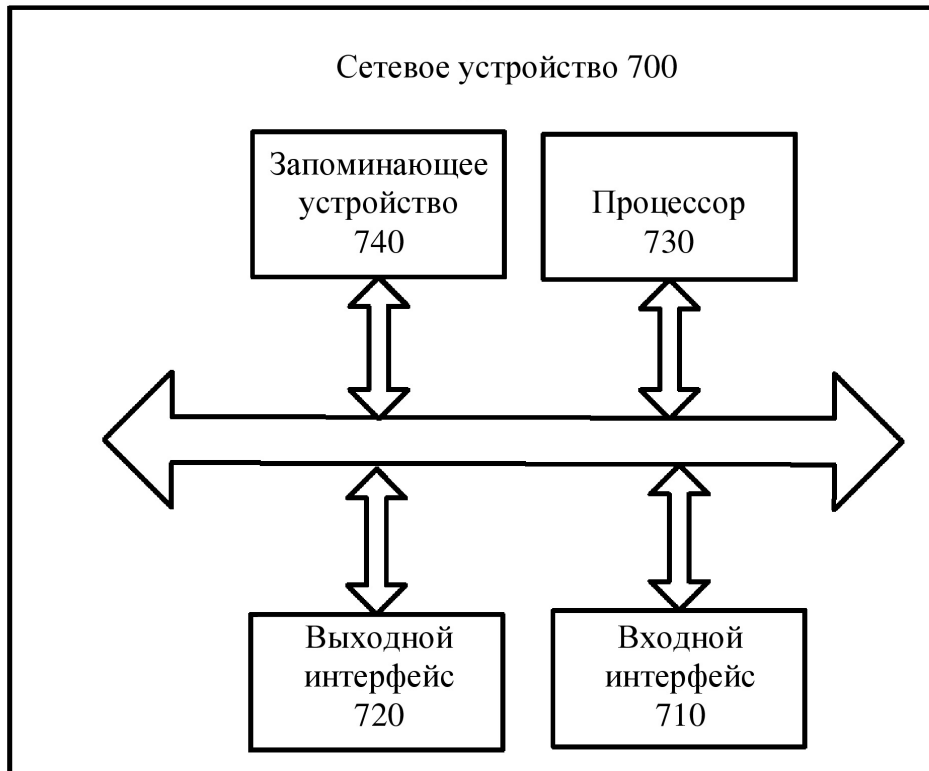 Сетевое устройство 700
Запоминающее
устройство
740
Процессор
730
Выходной
интерфейс
720
Входной
интерфейс
710